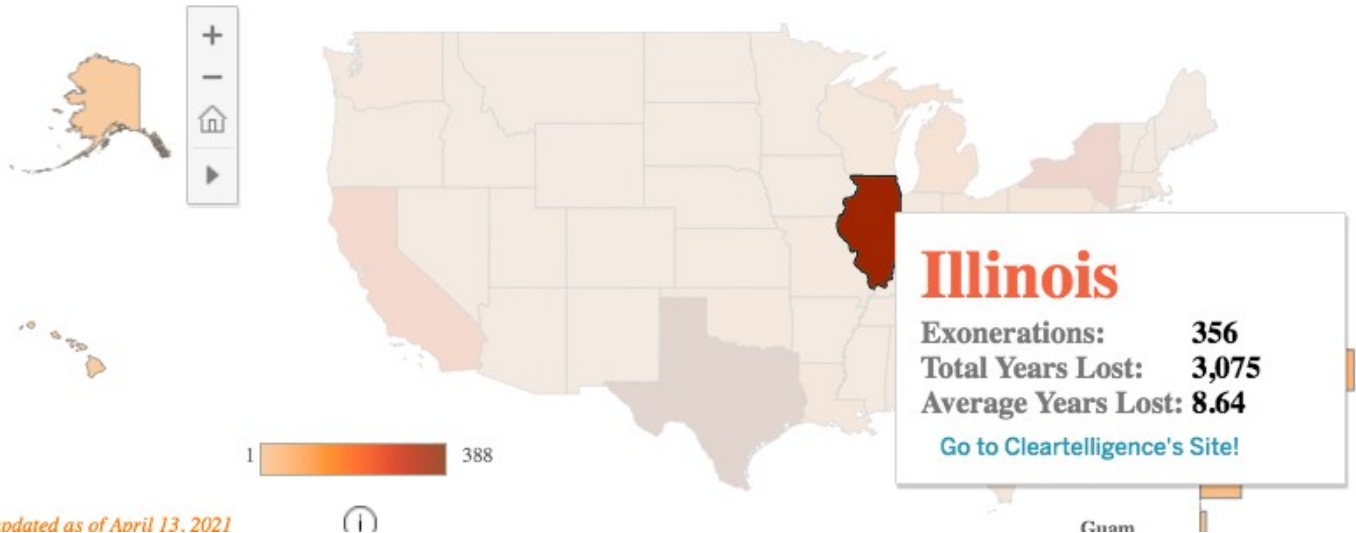 +
−
Illinois
Exonerations: 356
Total Years Lost: 3,075
Average Years Lost: 8.64
Go to Cleartelligence's Site!
1 388
updated as of April 13, 2021
i
Guam